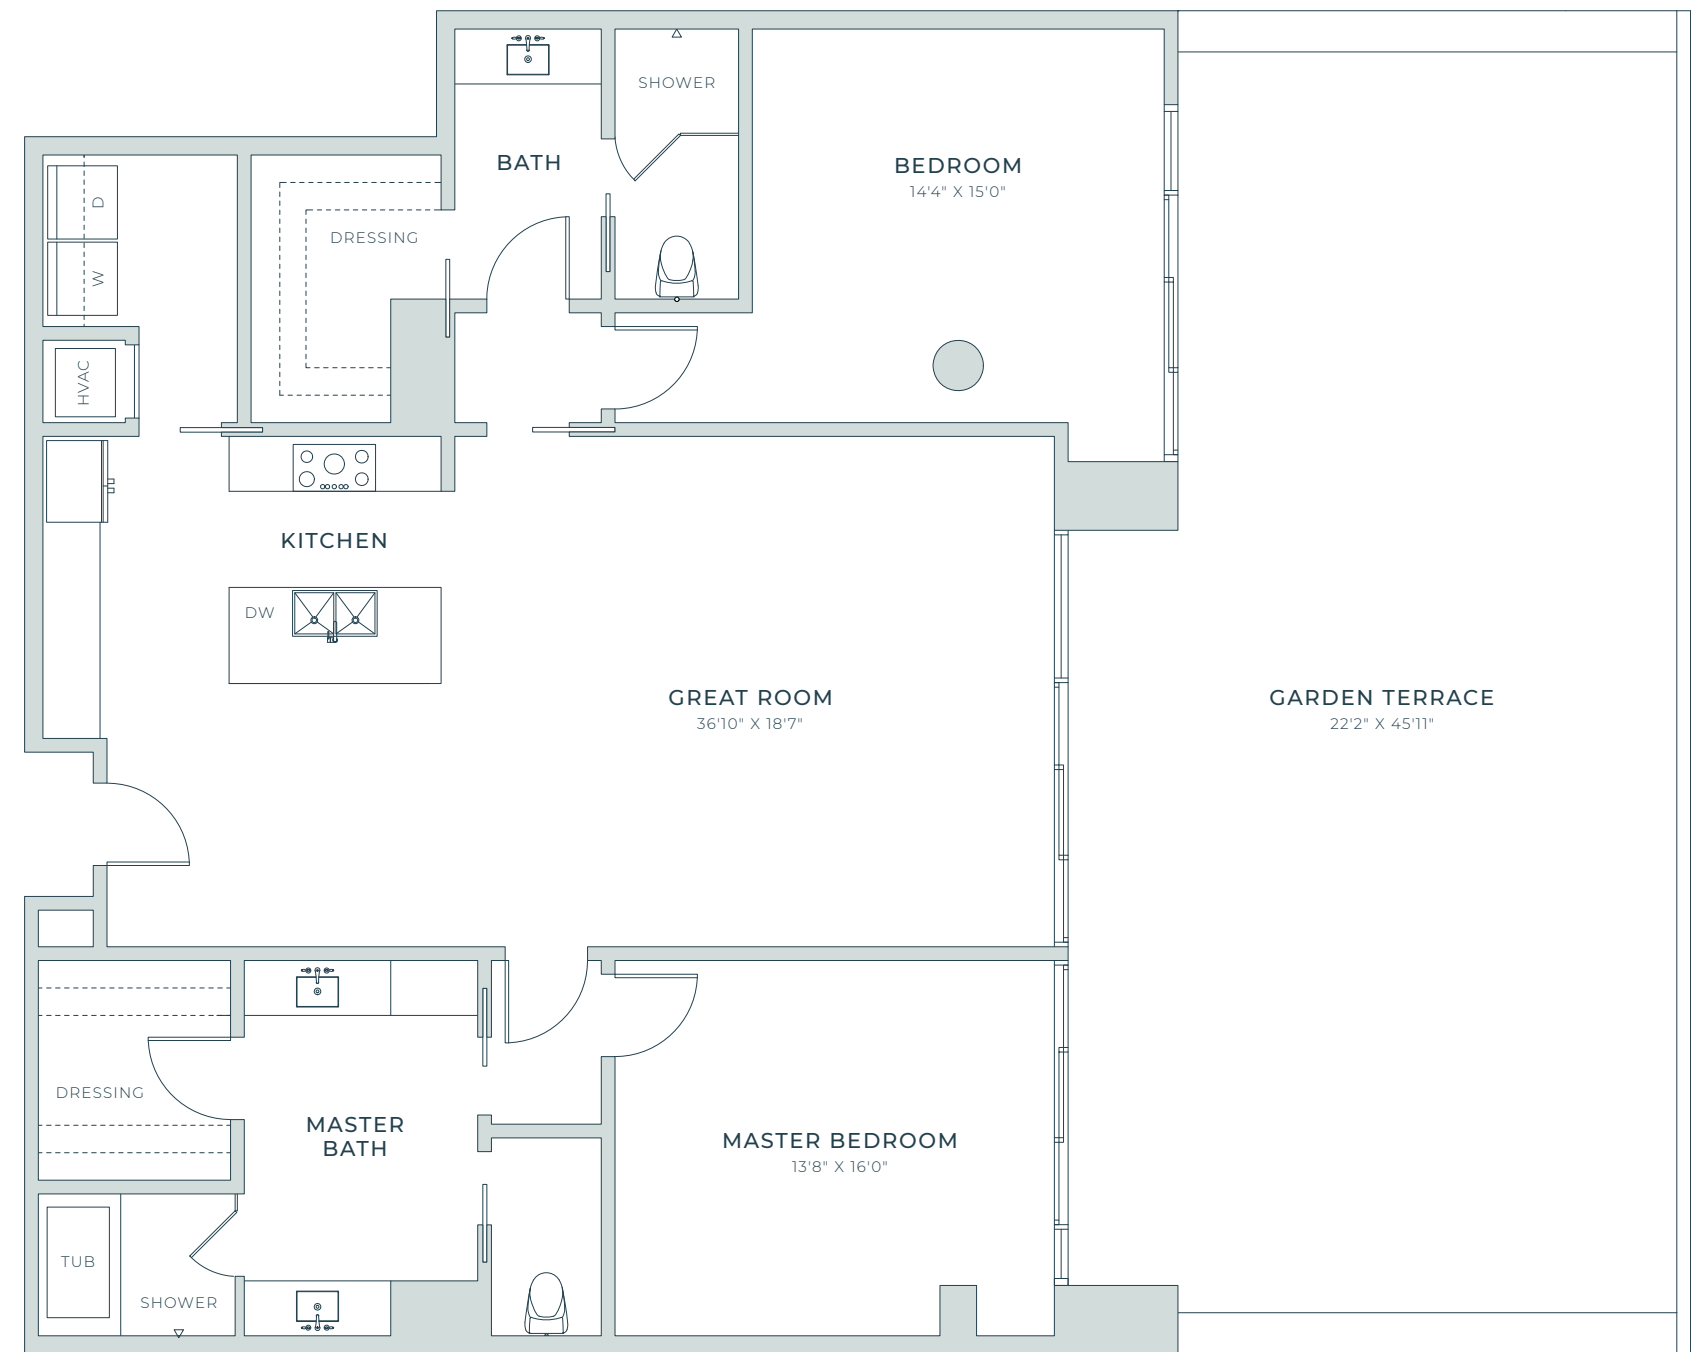 SHOWER
BATH
BEDROOM
14'4" X 15'0"
D
DRESSING
W
HVAC
KITCHEN
DW
GREAT ROOM
36'10" X 18'7"
GARDEN TERRACE
22'2" X 45'11"
DRESSING
MASTER
BATH
MASTER BEDROOM
13'8" X 16'0"
TUB
SHOWER